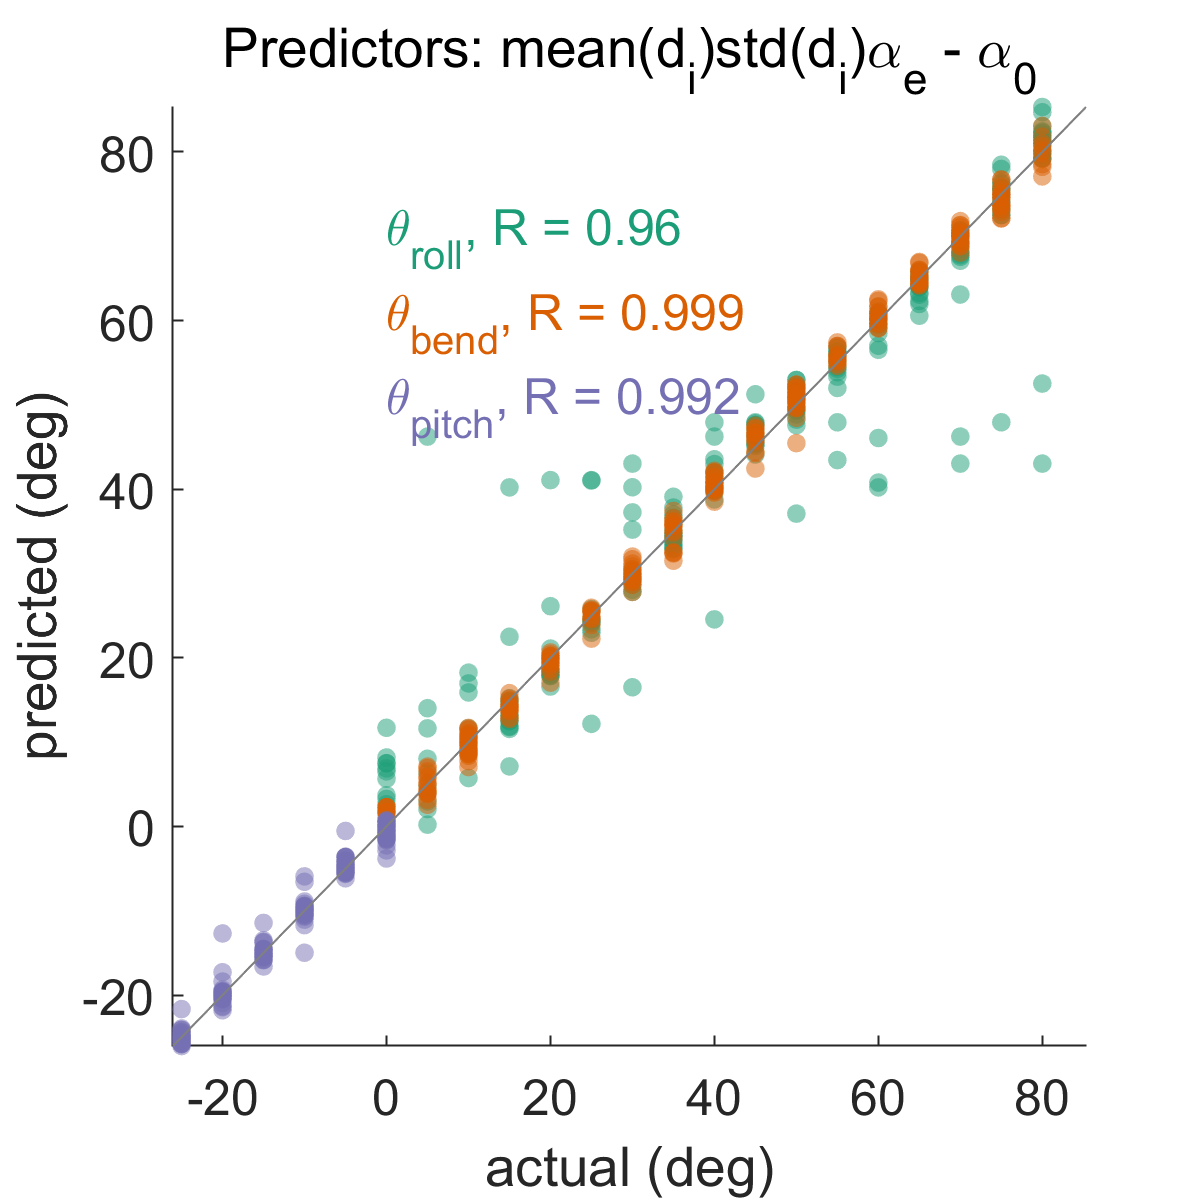 Predictors: mean(dᵢ)std(dᵢ)αₑ - α₀
θroll, R = 0.96
θbend, R = 0.999
θpitch, R = 0.992
predicted (deg)
80
60
40
20
0
-20
-20 0 20 40 60 80
actual (deg)